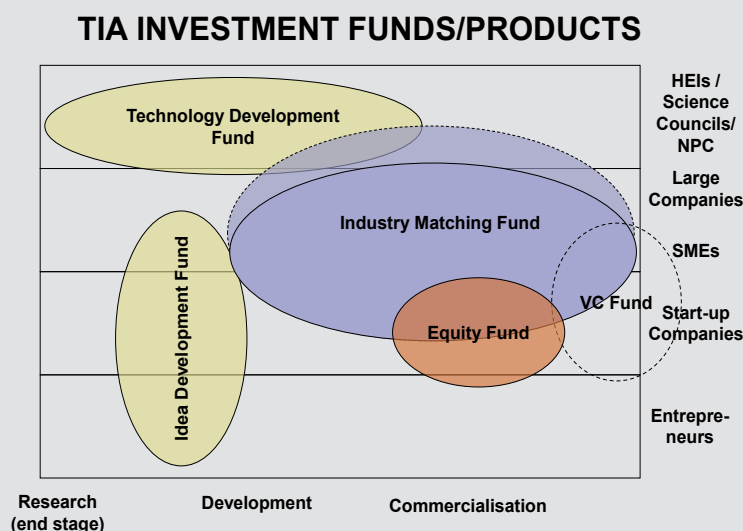 TIA INVESTMENT FUNDS/PRODUCTS
HEIs /
Science
Councils/
NPC
Technology Development
Fund
Large
Companies
Industry Matching Fund
SMEs
Idea Development Fund
VC Fund
Start-up
Companies
Equity Fund
Entrepre-
neurs
Research
(end stage)
Development
Commercialisation